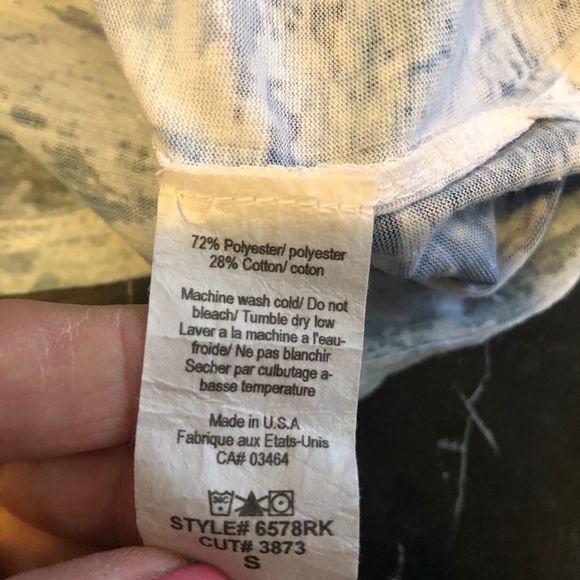 72% Polyester/ polyester
28% Cotton/ coton
Machine wash cold/ Do not
bleach/ Tumble dry low
Laver a la machine a l'eau-
froide/ Ne pas blanchir
Secher par culbutage a-
basse temperature
Made in U.S.A
Fabrique aux Etats-Unis
CA# 03464
30C
STYLE# 6578RK
CUT# 3873
S